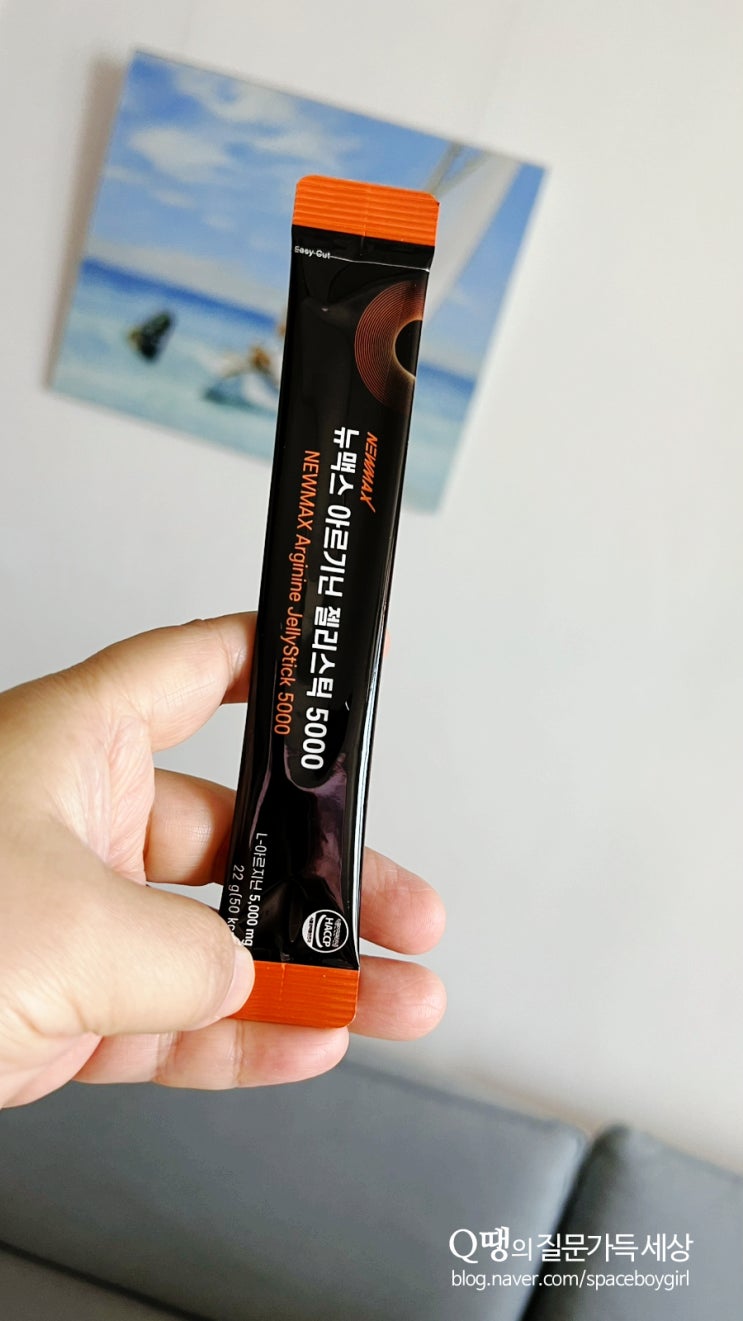 Easy Cut
NEWMAX
뉴맥스 아르기닌 젤리스틱 5000
NEWMAX Arginine JellyStick 5000
L-아르지닌 5,000 mg
22 g(50
HACCP
Q땡의 질문가득 세상
blog.naver.com/spaceboygirl